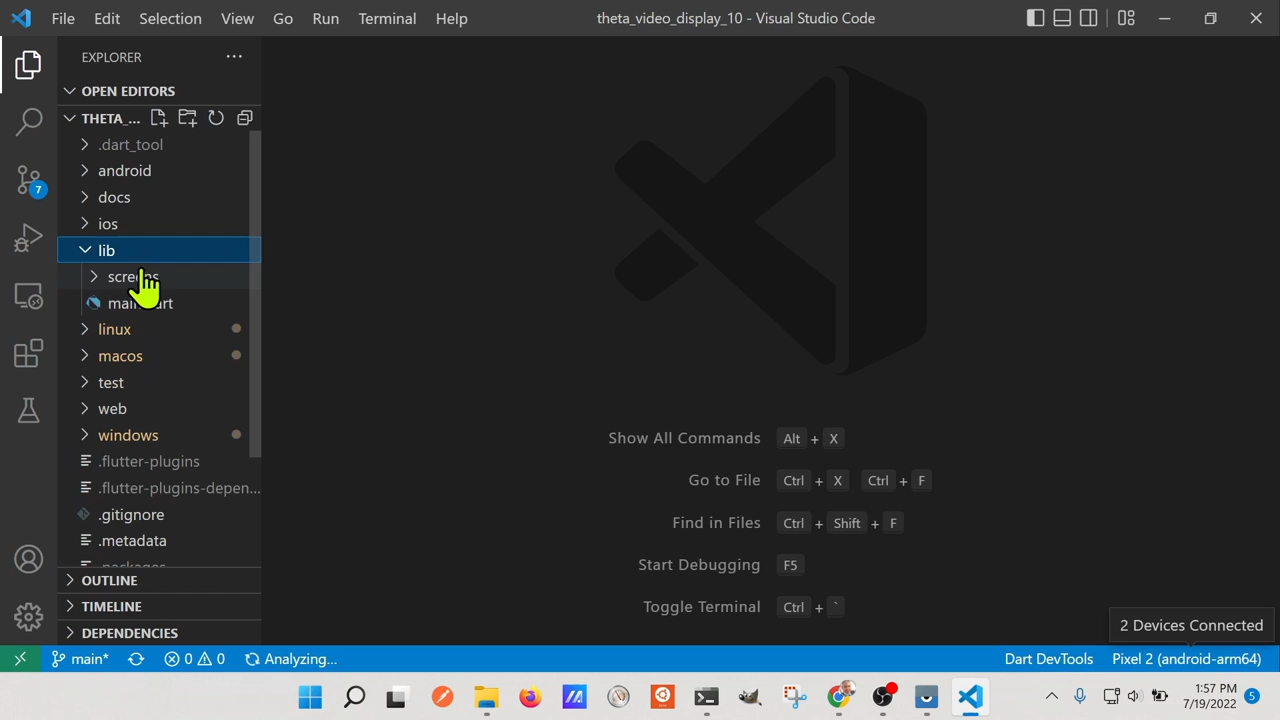 File Edit Selection View Go Run Terminal Help
theta_video_display_10 - Visual Studio Code
EXPLORER
OPEN EDITORS
THETA_...
.dart_tool
android
docs
ios
lib
screens
main.dart
linux
macos
test
web
windows
.flutter-plugins
.flutter-plugins-depen...
.gitignore
.metadata
.packages
OUTLINE
TIMELINE
DEPENDENCIES
7
Show All Commands Alt + X
Go to File Ctrl + X Ctrl + F
Find in Files Ctrl + Shift + F
Start Debugging F5
Toggle Terminal Ctrl + `
2 Devices Connected
main* 0 0 Analyzing... Dart DevTools Pixel 2 (android-arm64)
1:57 PM
7/19/2022
5